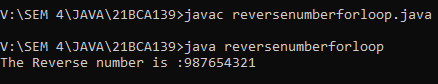 V:\SEM 4\JAVA\21BCA139>javac reversenumberforloop.java
V:\SEM 4\JAVA\21BCA139>java reversenumberforloop
The Reverse number is :987654321